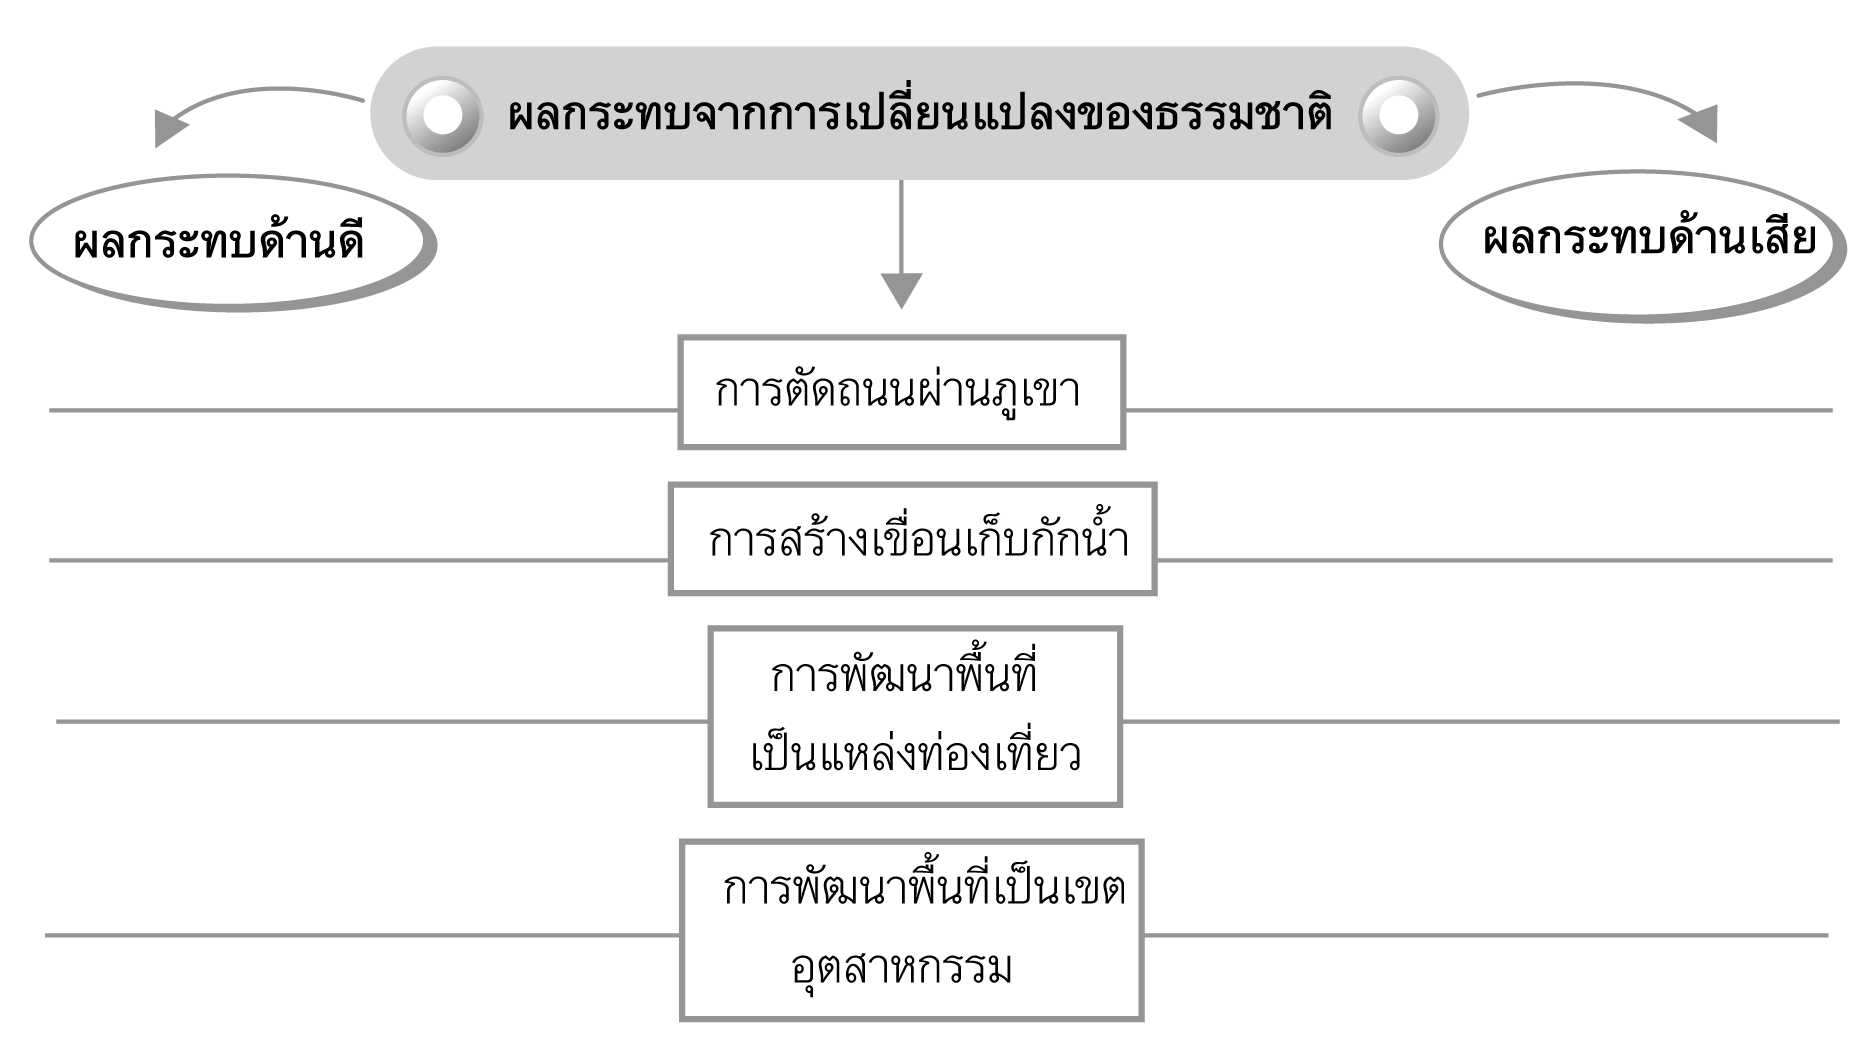 ผลกระทบจากการเปลี่ยนแปลงของธรรมชาติ
ผลกระทบด้านดี
ผลกระทบด้านเสีย
การตัดถนนผ่านภูเขา
การสร้างเขื่อนเก็บกักน้ำ
การพัฒนาพื้นที่
เป็นแหล่งท่องเที่ยว
การพัฒนาพื้นที่เป็นเขต
อุตสาหกรรม